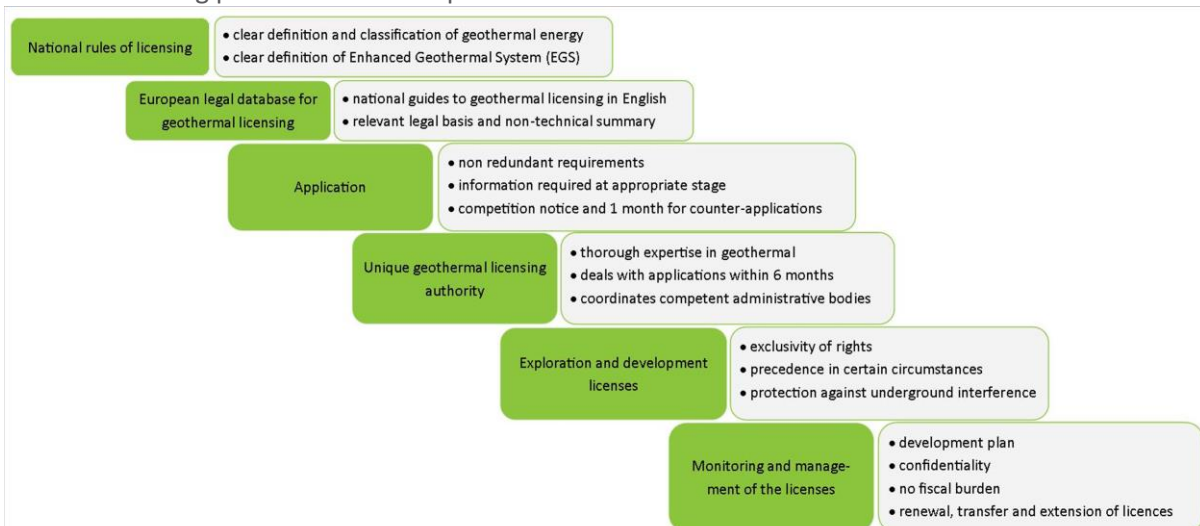 National rules of licensing
• clear definition and classification of geothermal energy
• clear definition of Enhanced Geothermal System (EGS)
European legal database for
geothermal licensing
• national guides to geothermal licensing in English
• relevant legal basis and non-technical summary
Application
• non redundant requirements
• information required at appropriate stage
• competition notice and 1 month for counter-applications
Unique geothermal licensing
authority
• thorough expertise in geothermal
• deals with applications within 6 months
• coordinates competent administrative bodies
Exploration and development
licenses
• exclusivity of rights
• precedence in certain circumstances
• protection against underground interference
Monitoring and manage-
ment of the licenses
• development plan
• confidentiality
• no fiscal burden
• renewal, transfer and extension of licences